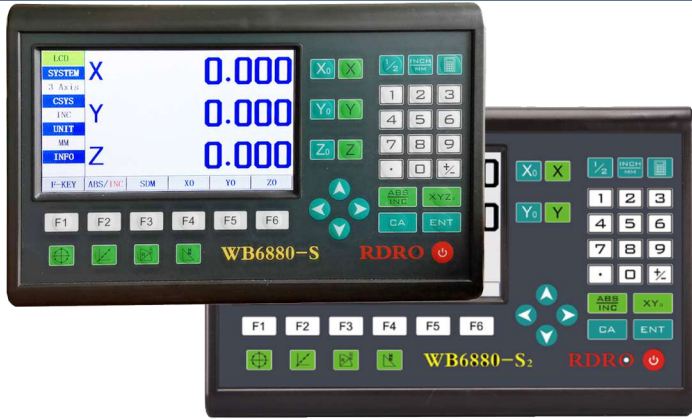 LCD
SYSTEM
3 Axis
CSYS
INC
UNIT
MM
INFO
X 0.000
Y 0.000
Z 0.000
F-KEY ABS/INC SDM X0 Y0 Z0
X0 X 1/2 INCH MM
Y0 Y
Z0 Z
1 2 3
4 5 6
7 8 9
. 0 +/-
ABS INC XYZ0
CA ENT
F1 F2 F3 F4 F5 F6
WB6880-S RDRO
0
0
X0 X 1/2 INCH MM
Y0 Y
1 2 3
4 5 6
7 8 9
. 0 +/-
ABS INC XY0
CA ENT
F1 F2 F3 F4 F5 F6
WB6880-S2 RDRO